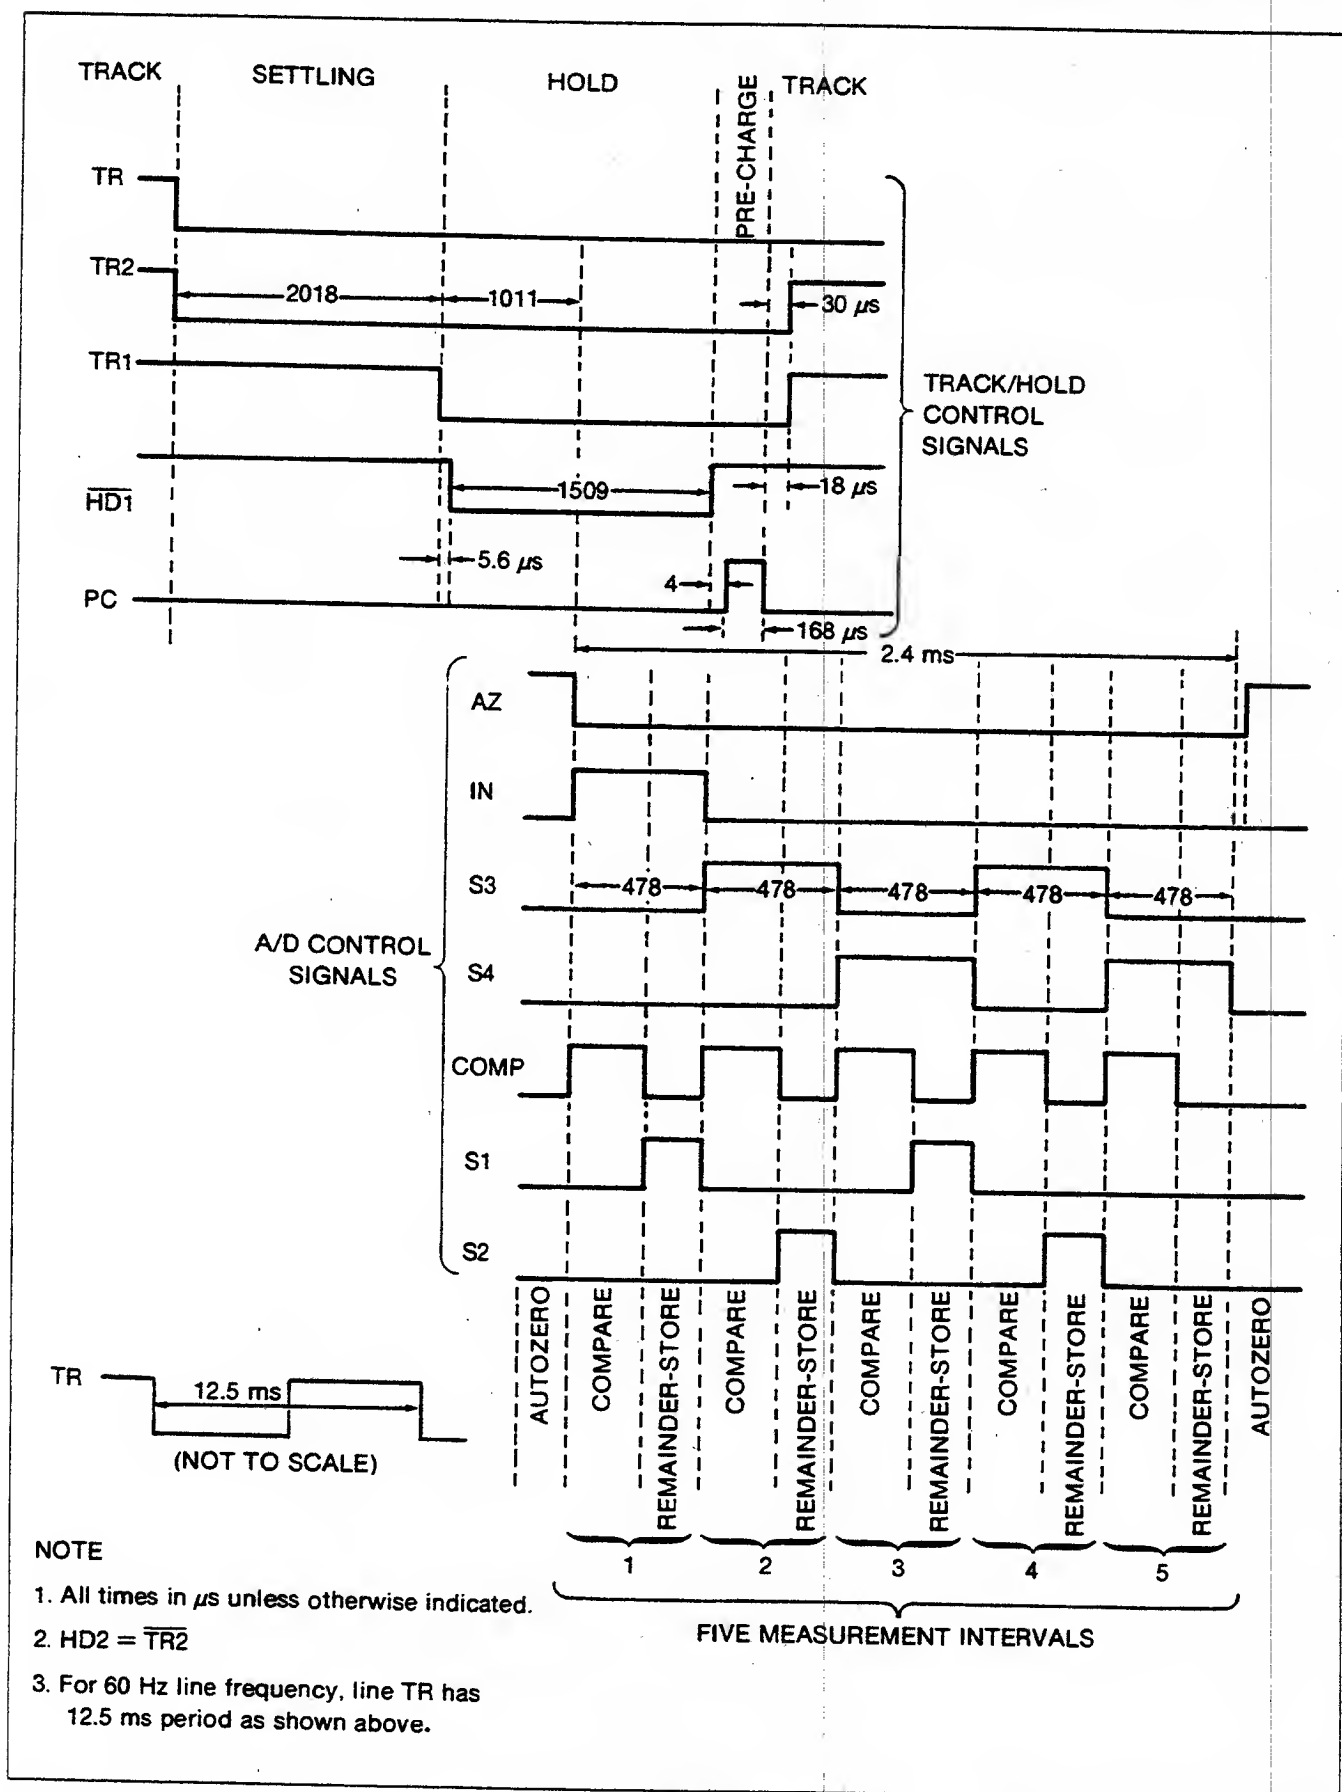 TRACK SETTLING HOLD PRE-CHARGE TRACK
TR
TR2
2018 1011 30 µs
TR1
TRACK/HOLD
CONTROL
SIGNALS
HD1
1509 18 µs
5.6 µs
4
PC
168 µs
2.4 ms
AZ
IN
S3
478 478 478 478 478
A/D CONTROL
SIGNALS
S4
COMP
S1
S2
AUTOZERO
COMPARE
REMAINDER-STORE
COMPARE
REMAINDER-STORE
COMPARE
REMAINDER-STORE
COMPARE
REMAINDER-STORE
COMPARE
REMAINDER-STORE
AUTOZERO
TR
12.5 ms
(NOT TO SCALE)
1 2 3 4 5
FIVE MEASUREMENT INTERVALS
NOTE
1. All times in µs unless otherwise indicated.
2. HD2 = TR2
3. For 60 Hz line frequency, line TR has
12.5 ms period as shown above.